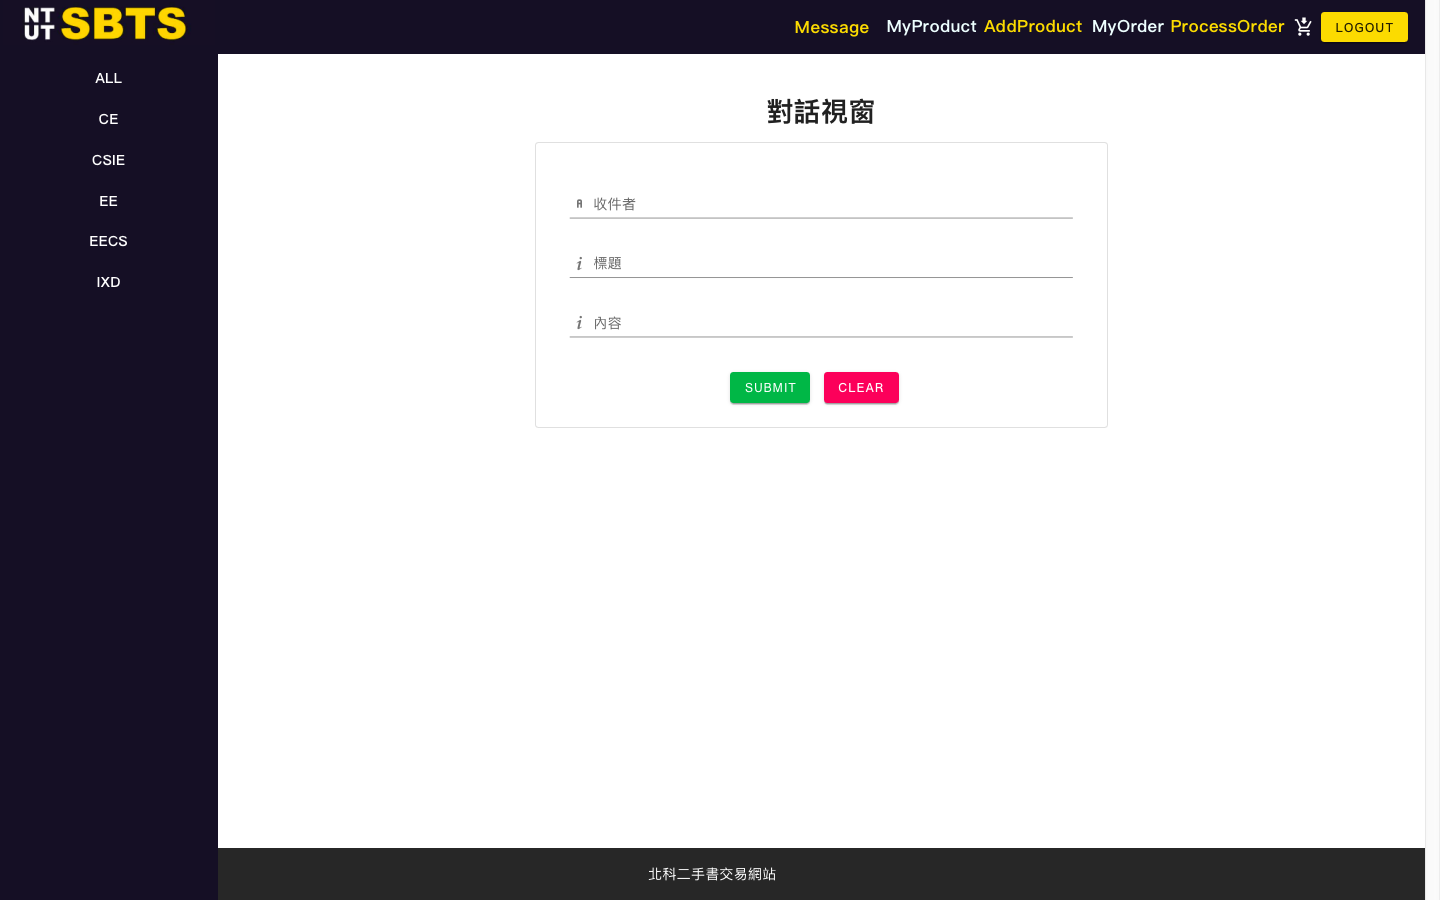 NT
UT SBTS
Message MyProduct AddProduct MyOrder ProcessOrder LOGOUT
ALL
CE
CSIE
EE
EECS
IXD
對話視窗
收件者
標題
內容
SUBMIT CLEAR
北科二手書交易網站